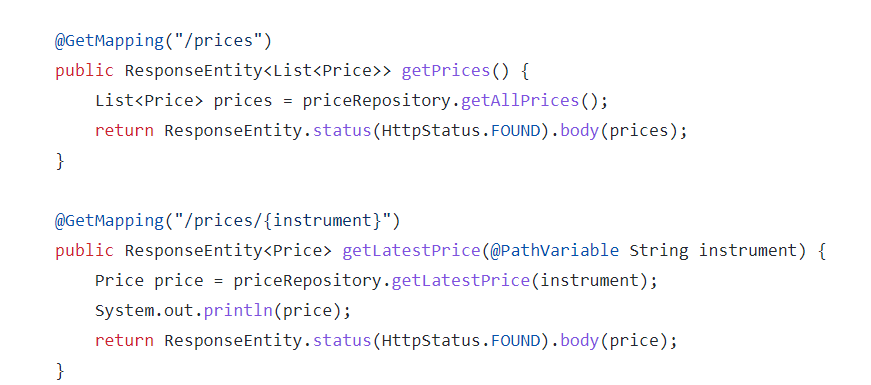 @GetMapping("/prices")
public ResponseEntity<List<Price>> getPrices() {
    List<Price> prices = priceRepository.getAllPrices();
    return ResponseEntity.status(HttpStatus.FOUND).body(prices);
}

@GetMapping("/prices/{instrument}")
public ResponseEntity<Price> getLatestPrice(@PathVariable String instrument) {
    Price price = priceRepository.getLatestPrice(instrument);
    System.out.println(price);
    return ResponseEntity.status(HttpStatus.FOUND).body(price);
}